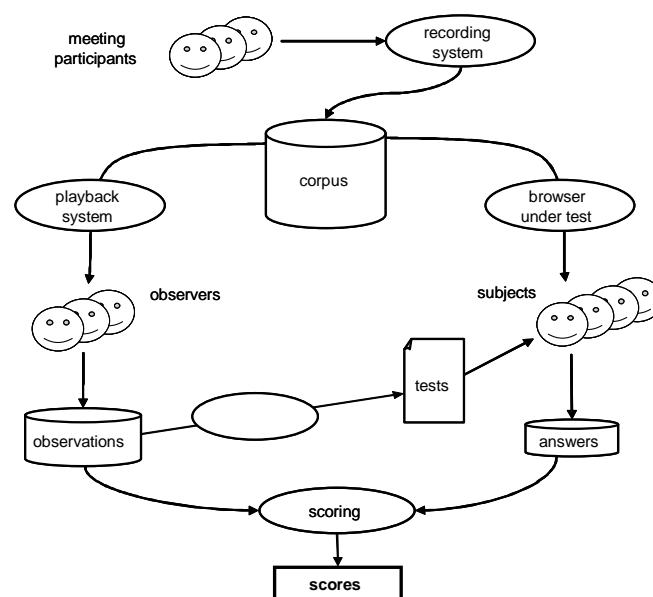 meeting
participants
recording
system
corpus
playback
system
browser
under test
observers
subjects
tests
observations
answers
scoring
scores